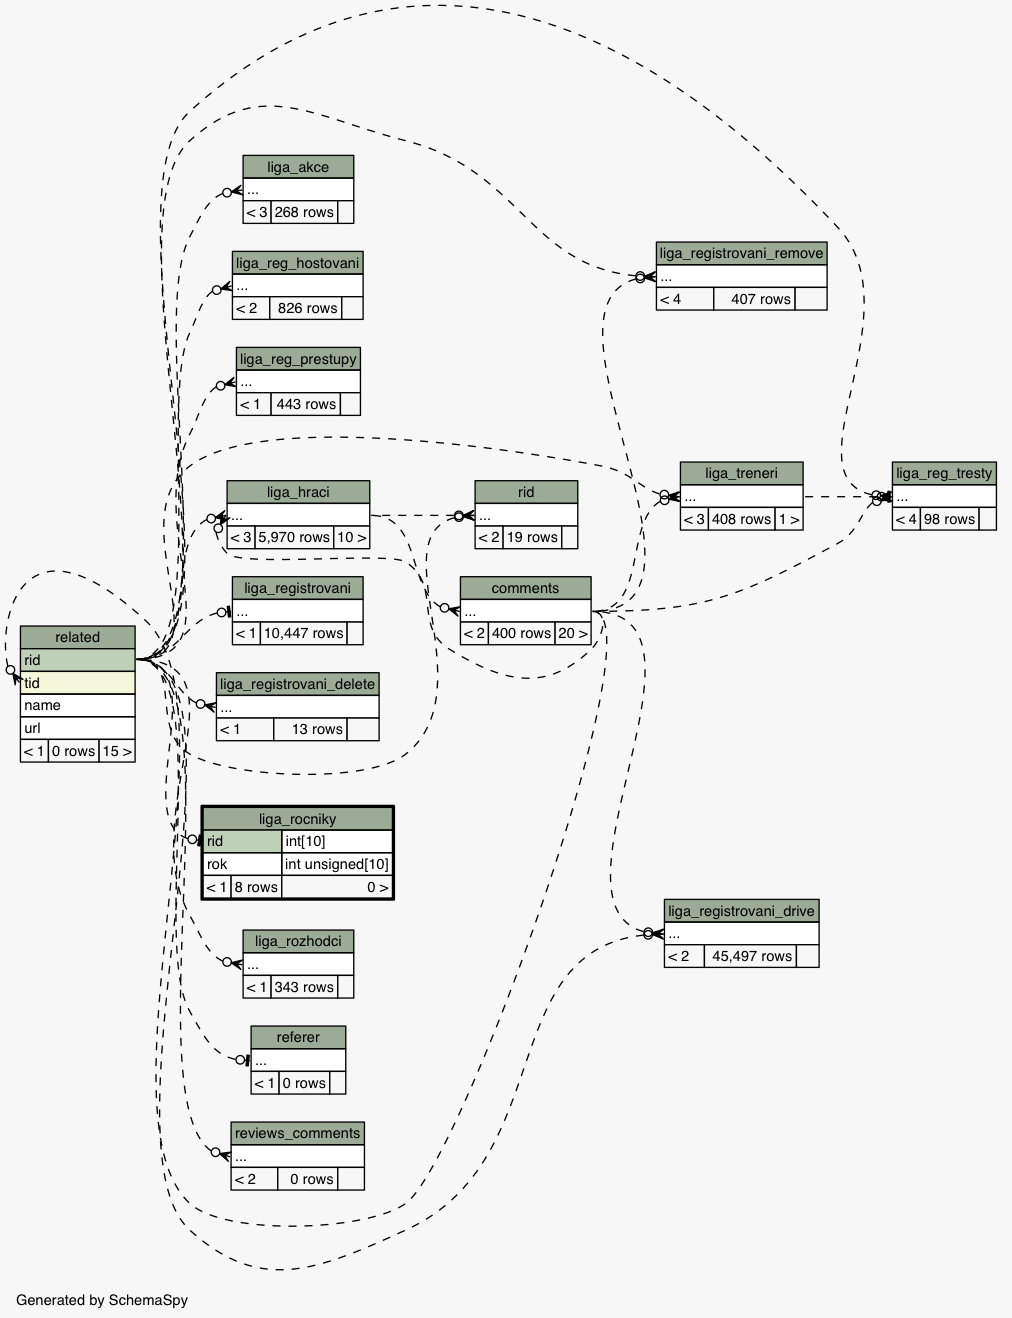 liga_akce
...
< 3 268 rows
liga_registrovani_remove
...
< 4 407 rows
liga_reg_hostovani
...
< 2 826 rows
liga_reg_prestupy
...
< 1 443 rows
liga_treneri
...
< 3 408 rows 1 >
liga_reg_tresty
...
< 4 98 rows
liga_hraci
...
< 3 5,970 rows 10 >
rid
...
< 2 19 rows
liga_registrovani
...
< 1 10,447 rows
comments
...
< 2 400 rows 20 >
related
rid
tid
name
url
< 1 0 rows 15 >
liga_registrovani_delete
...
< 1 13 rows
liga_rocniky
rid int[10]
rok int unsigned[10]
< 1 8 rows 0 >
liga_registrovani_drive
...
< 2 45,497 rows
liga_rozhodci
...
< 1 343 rows
referer
...
< 1 0 rows
reviews_comments
...
< 2 0 rows
Generated by SchemaSpy